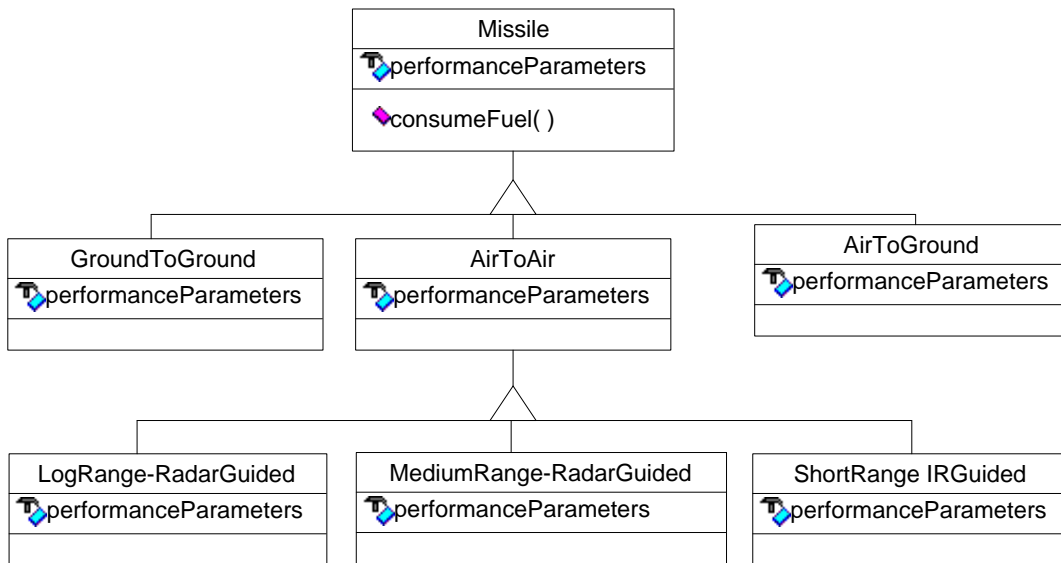 Missile
performanceParameters
consumeFuel( )
GroundToGround
performanceParameters
AirToAir
performanceParameters
AirToGround
performanceParameters
LogRange-RadarGuided
performanceParameters
MediumRange-RadarGuided
performanceParameters
ShortRange IRGuided
performanceParameters